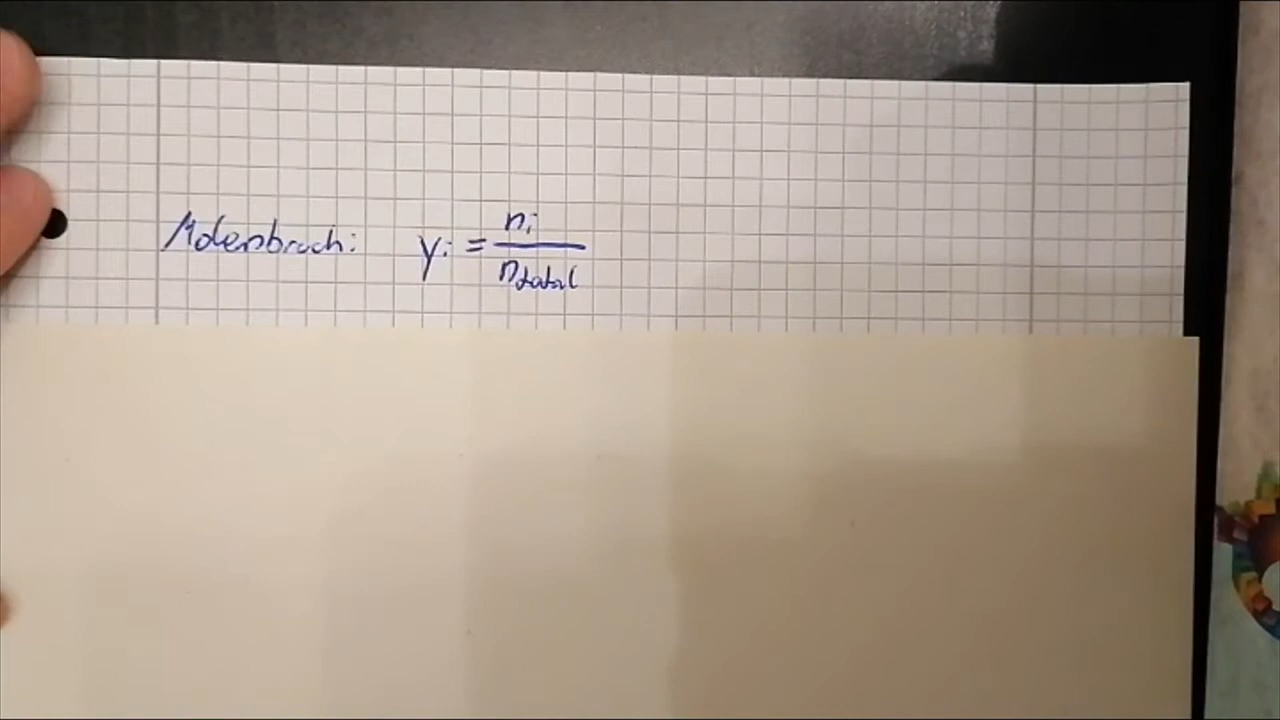 Molenbruch: yi = ni / ntotal